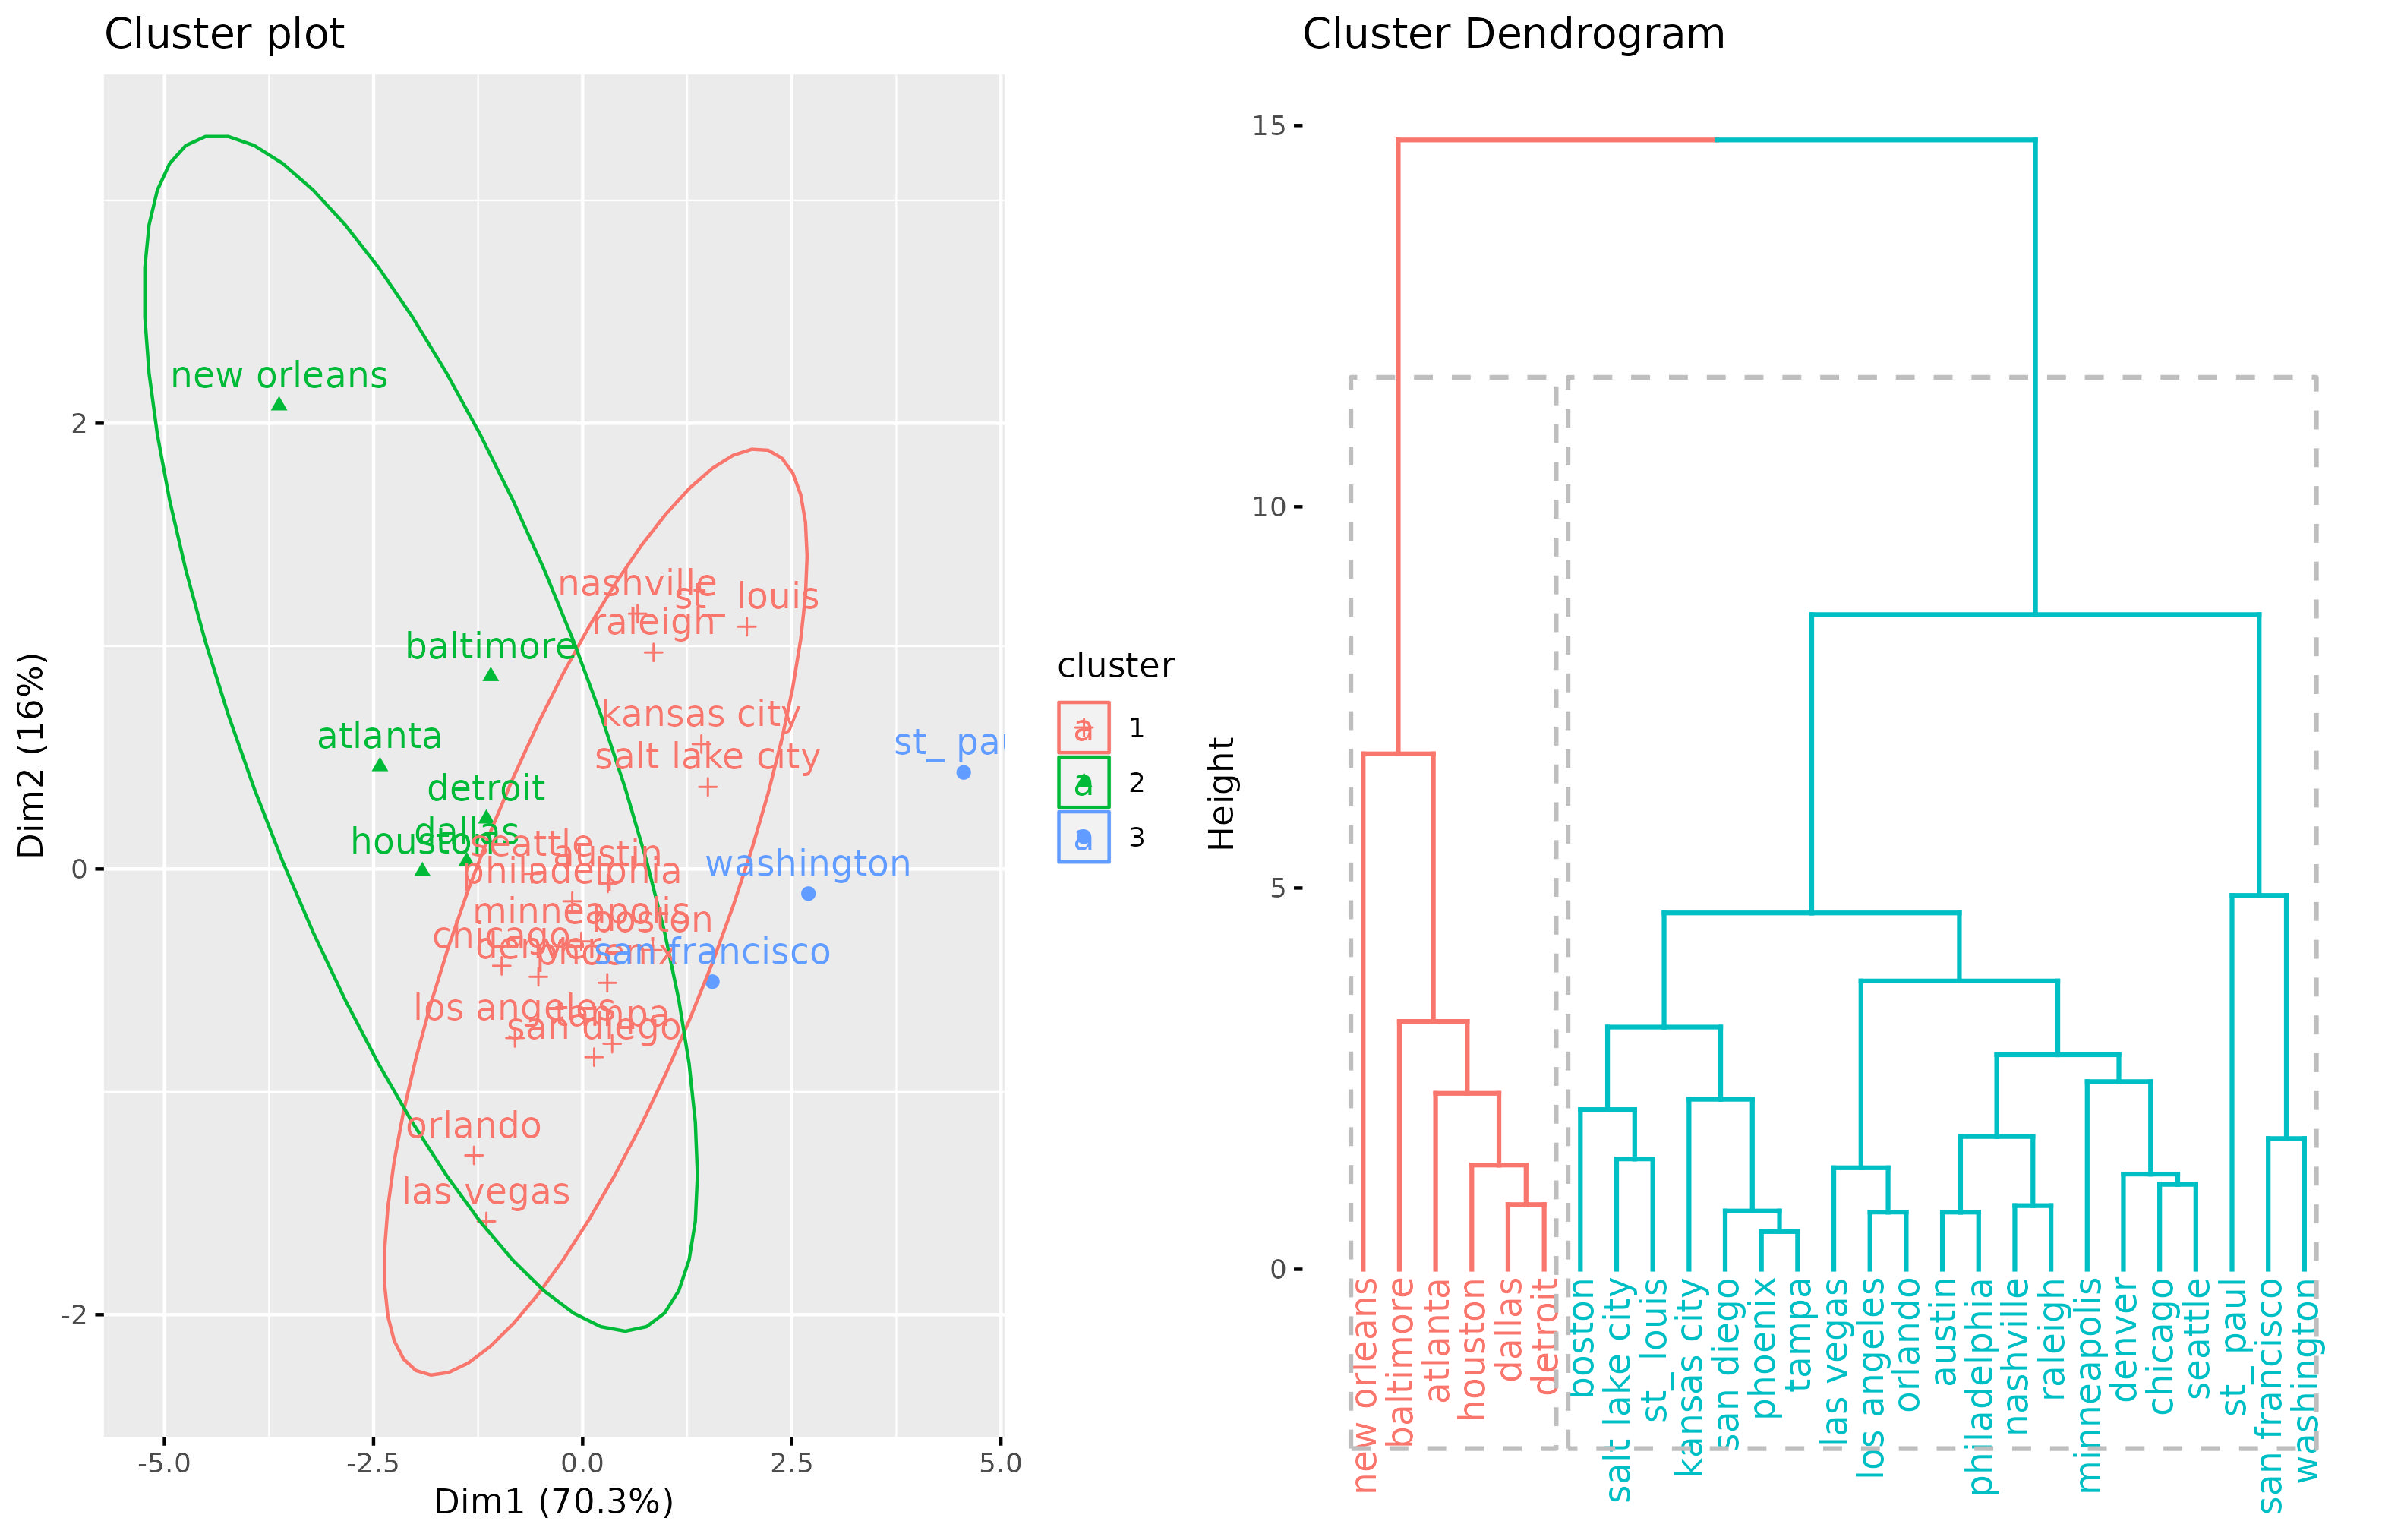 Cluster plot
Dim2 (16%)
2
0
-2
-5.0
-2.5
0.0
2.5
5.0
Dim1 (70.3%)
new orleans
nashville
st_ louis
raleigh
baltimore
kansas city
atlanta
salt lake city
st_ pau
detroit
dallas
houston
seattle
austin
philadelphia
washington
minneapolis
boston
chicago
denver
phoenix
san francisco
los angeles
tampa
san diego
orlando
las vegas
cluster
a 1
a 2
a 3
Cluster Dendrogram
Height
15
10
5
0
new orleans
baltimore
atlanta
houston
dallas
detroit
boston
salt lake city
st_ louis
kansas city
san diego
phoenix
tampa
las vegas
los angeles
orlando
austin
philadelphia
nashville
raleigh
minneapolis
denver
chicago
seattle
st_ paul
san francisco
washington